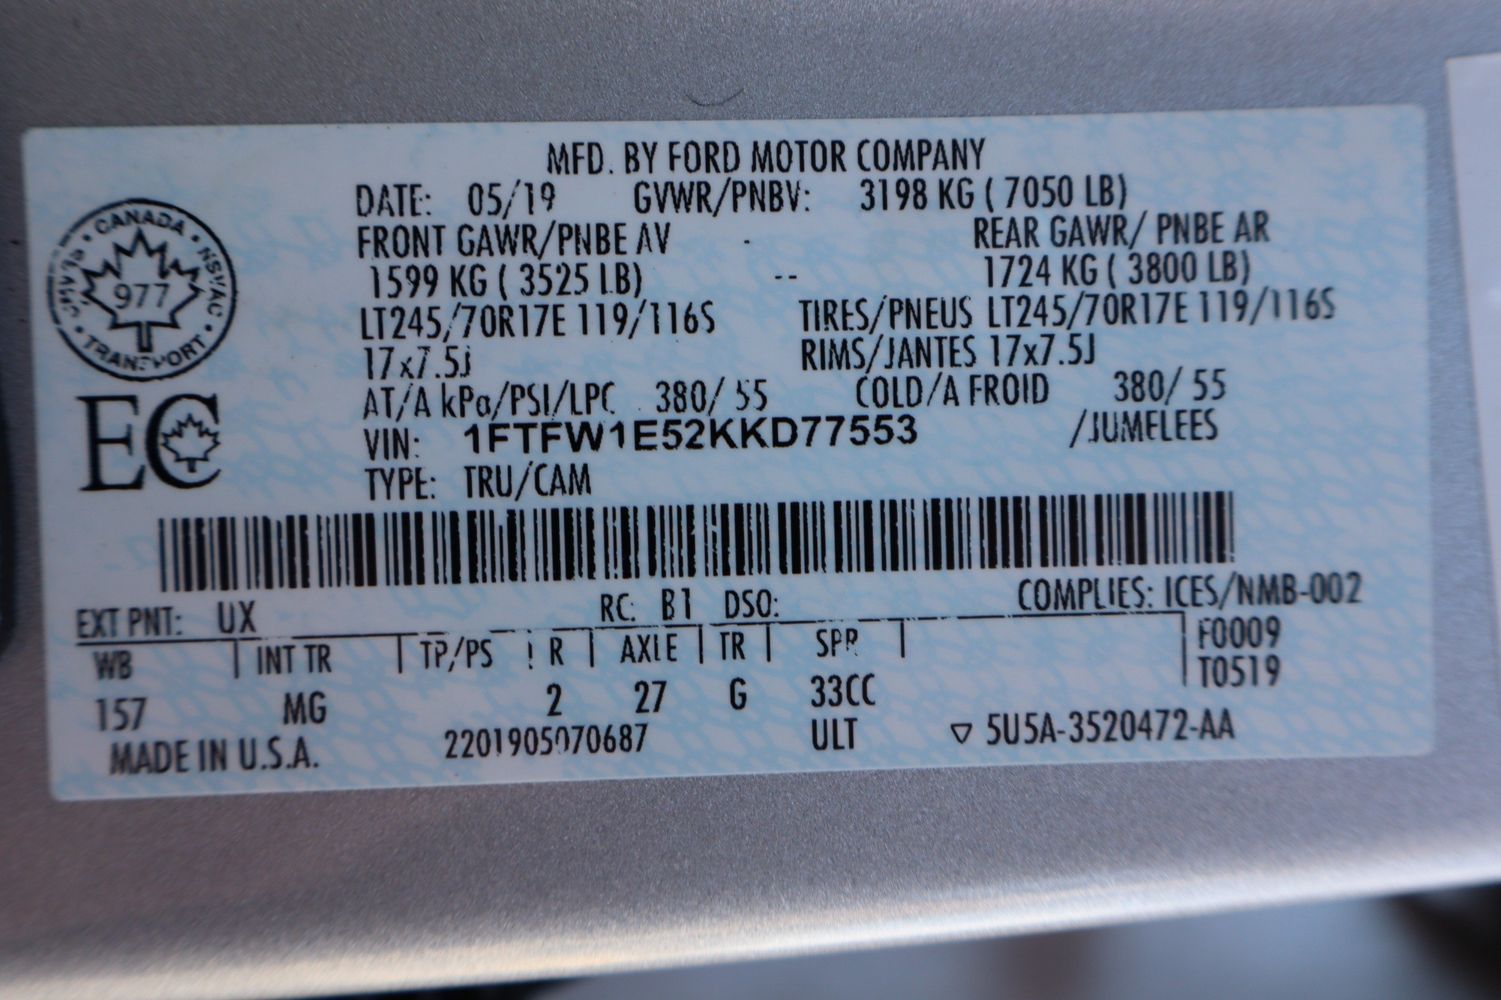 MFD. BY FORD MOTOR COMPANY
DATE: 05/19 GVWR/PNBV: 3198 KG ( 7050 LB)
FRONT GAWR/PNBE AV REAR GAWR/ PNBE AR
1599 KG ( 3525 LB) -- 1724 KG ( 3800 LB)
LT245/70R17E 119/116S TIRES/PNEUS LT245/70R17E 119/116S
17x7.5J RIMS/JANTES 17x7.5J
AT/A kPa/PSI/LPC 380/ 55 COLD/A FROID 380/ 55
VIN: 1FTFW1E52KKD77553 /JUMELEES
TYPE: TRU/CAM
CANADA • NSVAC • TRANSPORT •
977
EC
EXT PNT: UX RC: B1 DSO: COMPLIES: ICES/NMB-002
WB | INT TR | TP/PS | R | AXLE | TR | SPR | F0009
T0519
157 MG 2 27 G 33CC
MADE IN U.S.A. 2201905070687 ULT ▽ 5U5A-3520472-AA